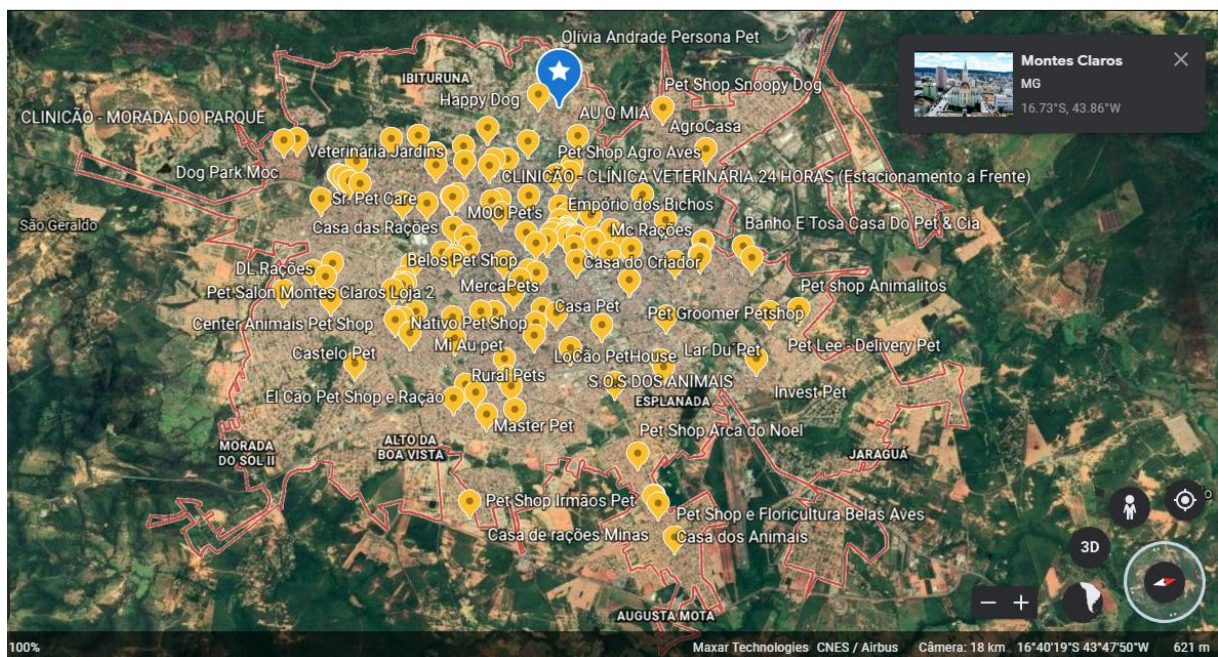 Olívia Andrade Persona Pet
Montes Claros
MG
16.73°S, 43.86°W
IBITURUNA
Happy Dog
Pet Shop Snoopy Dog
CLINICÃO - MORADA DO PARQUE
AU Q MIA
AgroCasa
Veterinária Jardins
Pet Shop Agro Aves
Dog Park Moc
CLINICÃO - CLÍNICA VETERINÁRIA 24 HORAS (Estacionamento a Frente)
Sr. Pet Care
MOC Pet's
Empório dos Bichos
São Geraldo
Casa das Rações
Mc Rações
Banho E Tosa Casa Do Pet & Cia
DL Rações
Belos Pet Shop
Casa do Criador
Pet Salon Montes Claros Loja 2
MercaPets
Pet shop Animalitos
Casa Pet
Center Animais Pet Shop
Nativo Pet Shop
Pet Groomer Petshop
Mi Au pet
Castelo Pet
LoCão PetHouse
Lar Du Pet
Pet Lee - Delivery Pet
Rural Pets
S.O.S DOS ANIMAIS
El Cão Pet Shop e Ração
ESPLANADA
Invest Pet
Master Pet
Pet Shop Arca do Noel
MORADA
DO SOL II
ALTO DA
BOA VISTA
JARAGUÁ
Pet Shop Irmãos Pet
Pet Shop e Floricultura Belas Aves
Casa de rações Minas
Casa dos Animais
3D
AUGUSTA MOTA
100%
Maxar Technologies CNES / Airbus
Câmera: 18 km 16°40'19"S 43°47'50"W
621 m